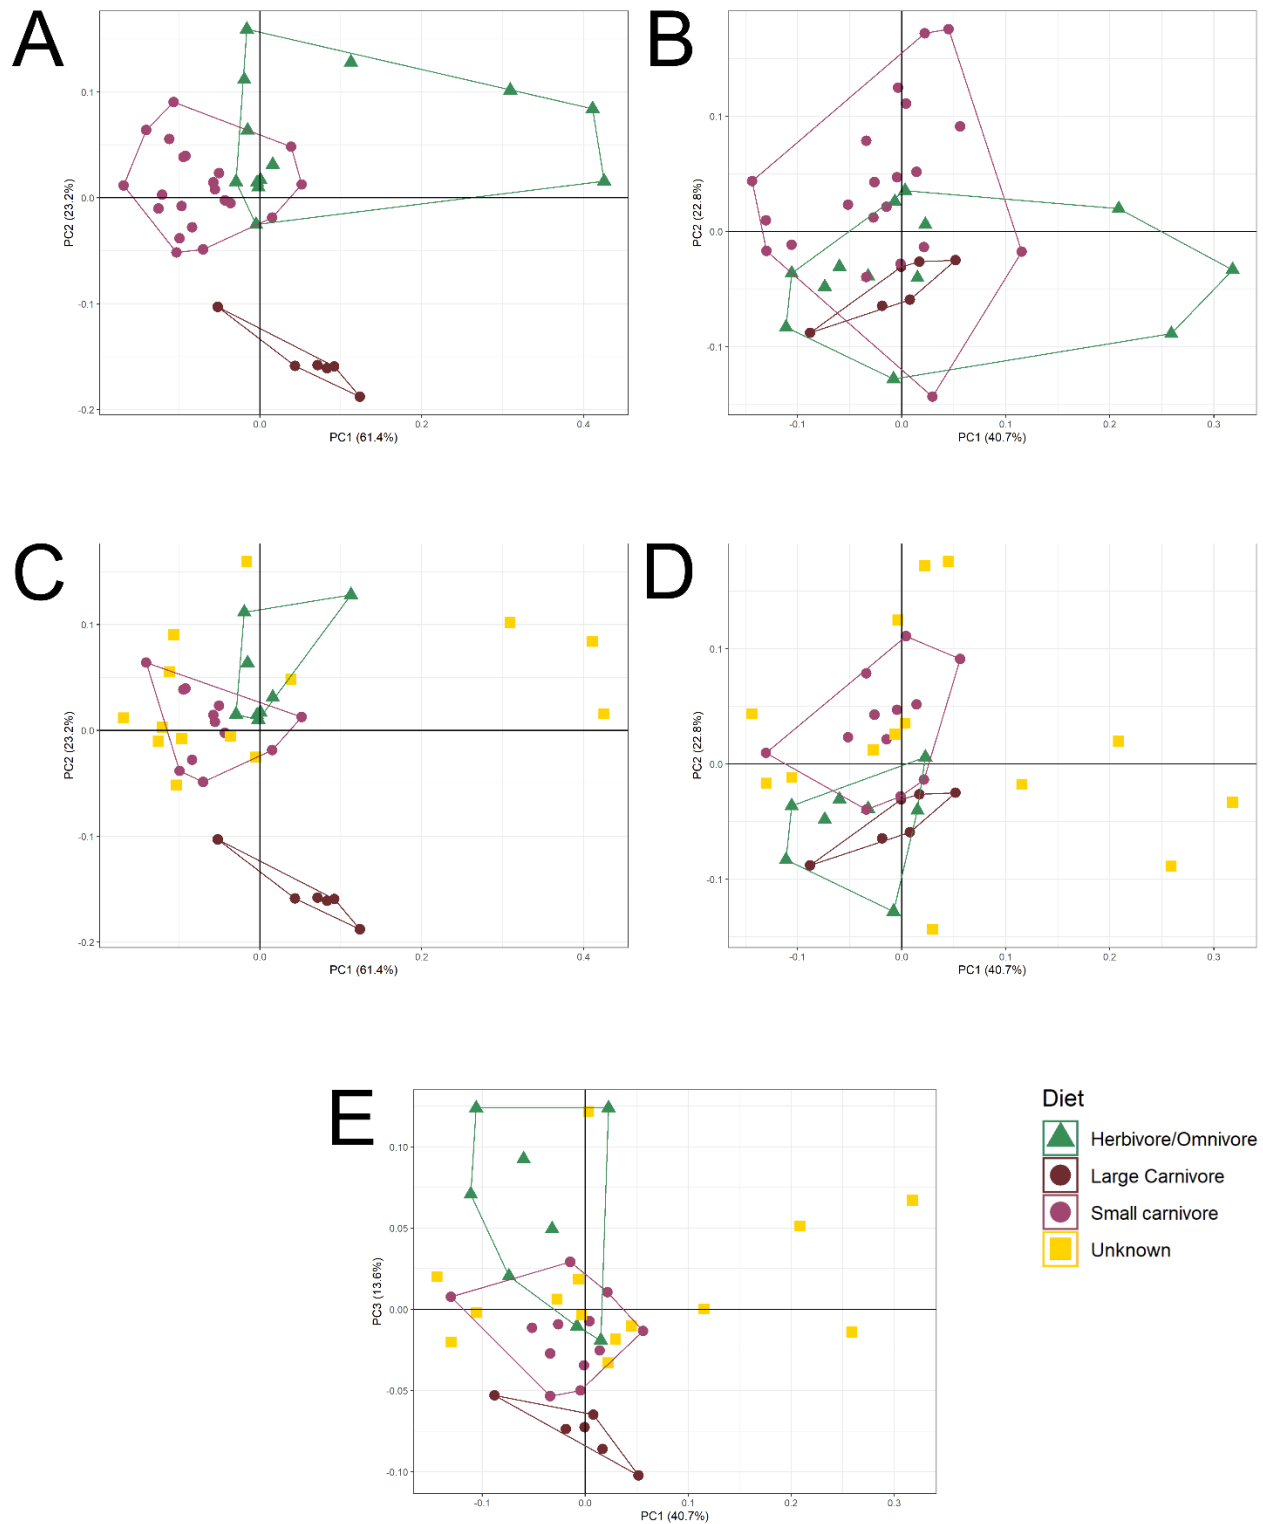 A
0.1
0.0
-0.1
-0.2
PC2 (23.2%)
0.0
0.2
0.4
PC1 (61.4%)
B
0.1
0.0
-0.1
PC2 (22.8%)
-0.1
0.0
0.1
0.2
0.3
PC1 (40.7%)
C
0.1
0.0
-0.1
-0.2
PC2 (23.2%)
0.0
0.2
0.4
PC1 (61.4%)
D
0.1
0.0
-0.1
PC2 (22.8%)
-0.1
0.0
0.1
0.2
0.3
PC1 (40.7%)
E
0.10
0.05
0.00
-0.05
-0.10
PC3 (13.6%)
-0.1
0.0
0.1
0.2
0.3
PC1 (40.7%)
Diet
Herbivore/Omnivore
Large Carnivore
Small carnivore
Unknown